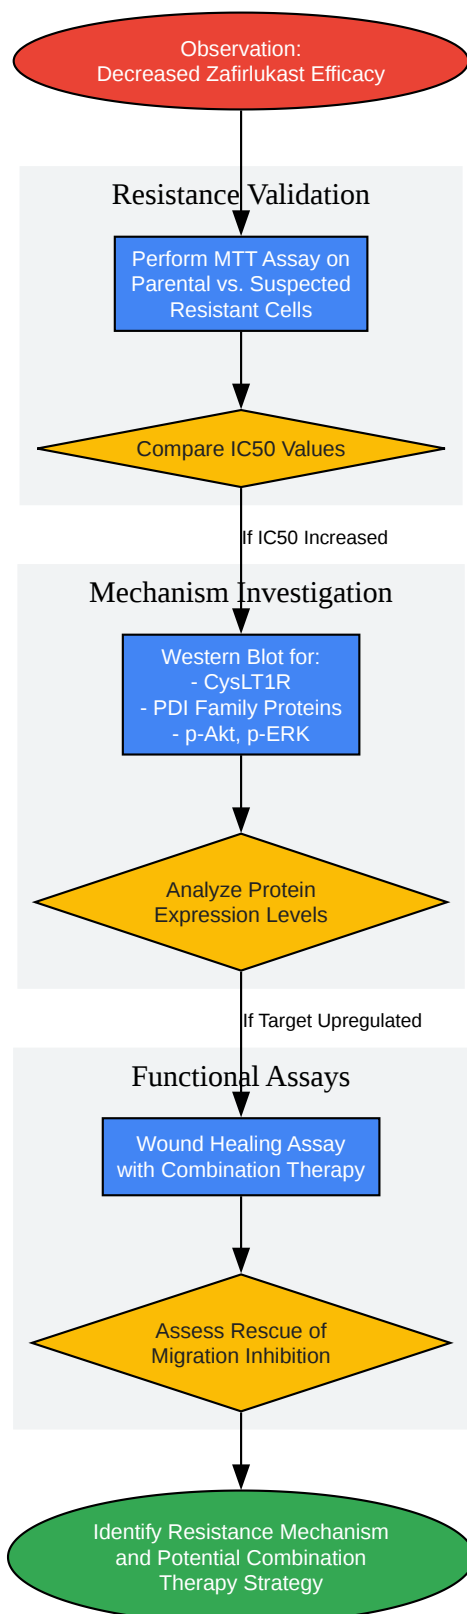 Observation:
Decreased Zafirlukast Efficacy
Resistance Validation
Perform MTT Assay on
Parental vs. Suspected
Resistant Cells
Compare IC50 Values
If IC50 Increased
Mechanism Investigation
Western Blot for:
- CysLT1R
- PDI Family Proteins
- p-Akt, p-ERK
Analyze Protein
Expression Levels
If Target Upregulated
Functional Assays
Wound Healing Assay
with Combination Therapy
Assess Rescue of
Migration Inhibition
Identify Resistance Mechanism
and Potential Combination
Therapy Strategy